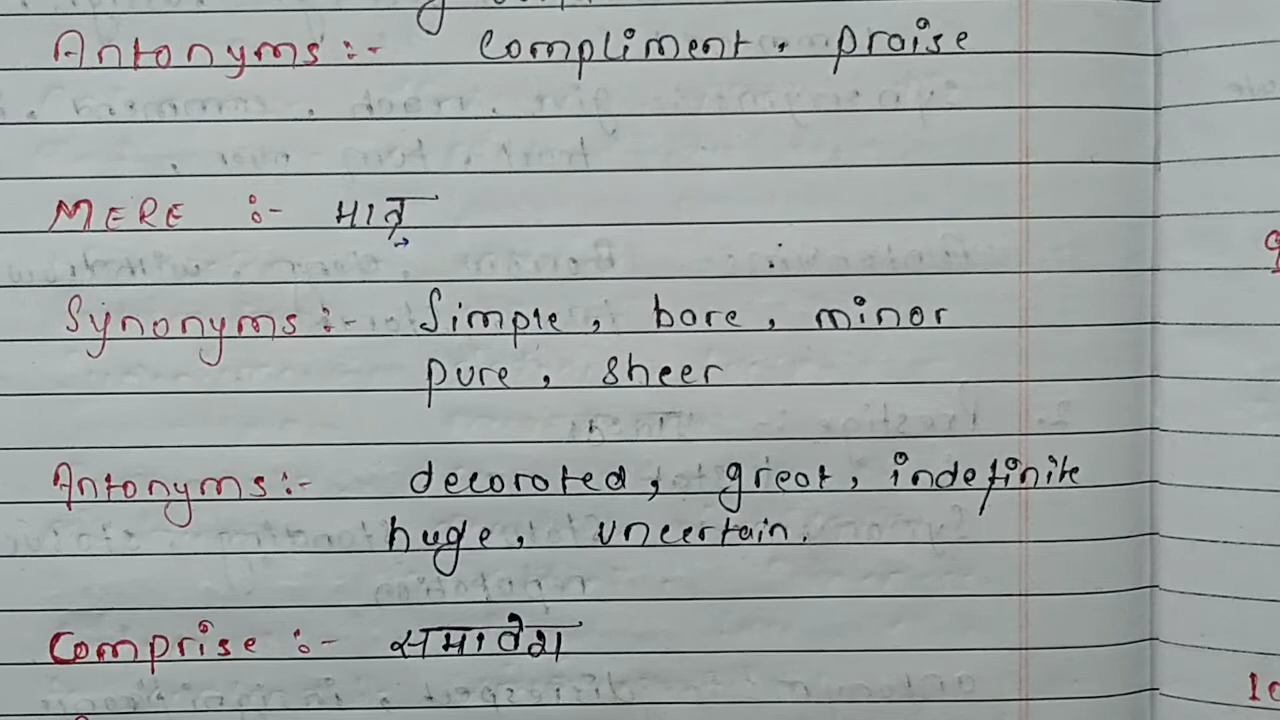 Antonyms :- compliment, praise
MERE :- मात्र
Synonyms :- Simple, bare, minor
pure, sheer
Antonyms :- decorated, great, indefinite
huge, uncertain.
Comprise :- समावेश